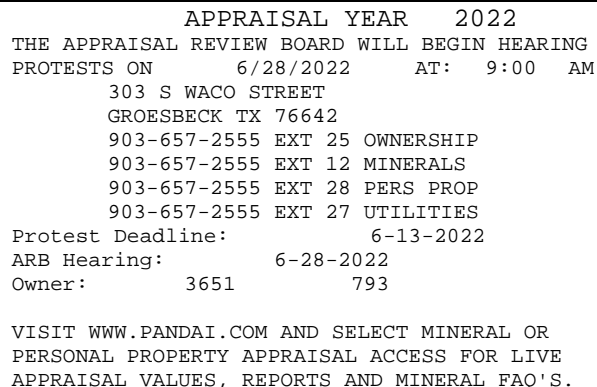 APPRAISAL YEAR 2022
THE APPRAISAL REVIEW BOARD WILL BEGIN HEARING
PROTESTS ON 6/28/2022 AT: 9:00 AM
303 S WACO STREET
GROESBECK TX 76642
903-657-2555 EXT 25 OWNERSHIP
903-657-2555 EXT 12 MINERALS
903-657-2555 EXT 28 PERS PROP
903-657-2555 EXT 27 UTILITIES
Protest Deadline: 6-13-2022
ARB Hearing: 6-28-2022
Owner: 3651 793
VISIT WWW.PANDAI.COM AND SELECT MINERAL OR
PERSONAL PROPERTY APPRAISAL ACCESS FOR LIVE
APPRAISAL VALUES, REPORTS AND MINERAL FAQ'S.